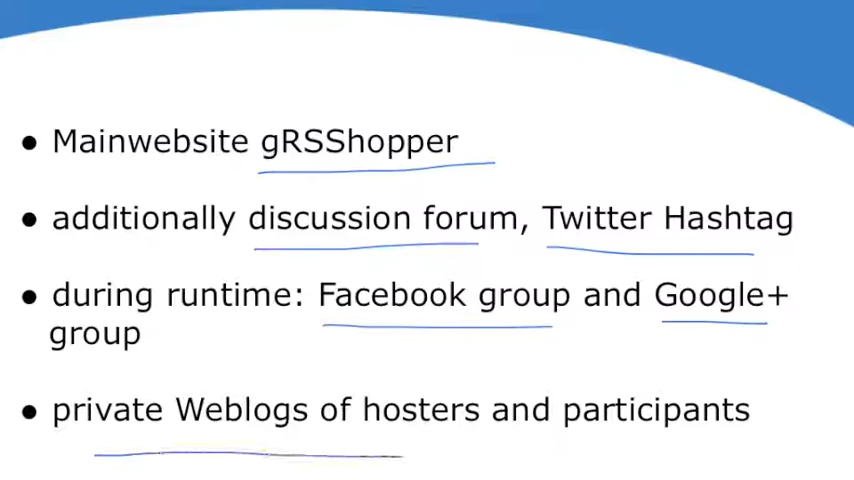 ● Mainwebsite gRSShopper
● additionally discussion forum, Twitter Hashtag
● during runtime: Facebook group and Google+
group
● private Weblogs of hosters and participants